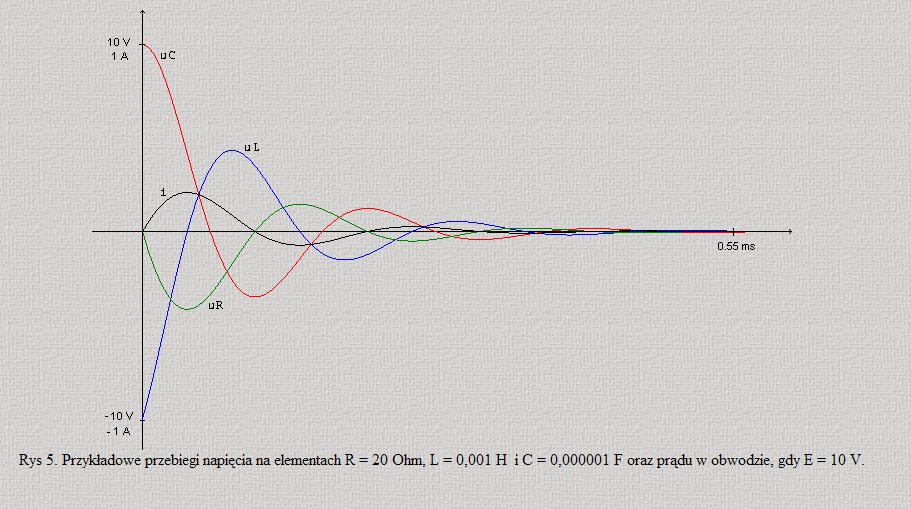 10 V
1 A
uC
uL
i
0.55 ms
uR
-10 V
-1 A
Rys 5. Przykładowe przebiegi napięcia na elementach R = 20 Ohm, L = 0,001 H i C = 0,000001 F oraz prądu w obwodzie, gdy E = 10 V.